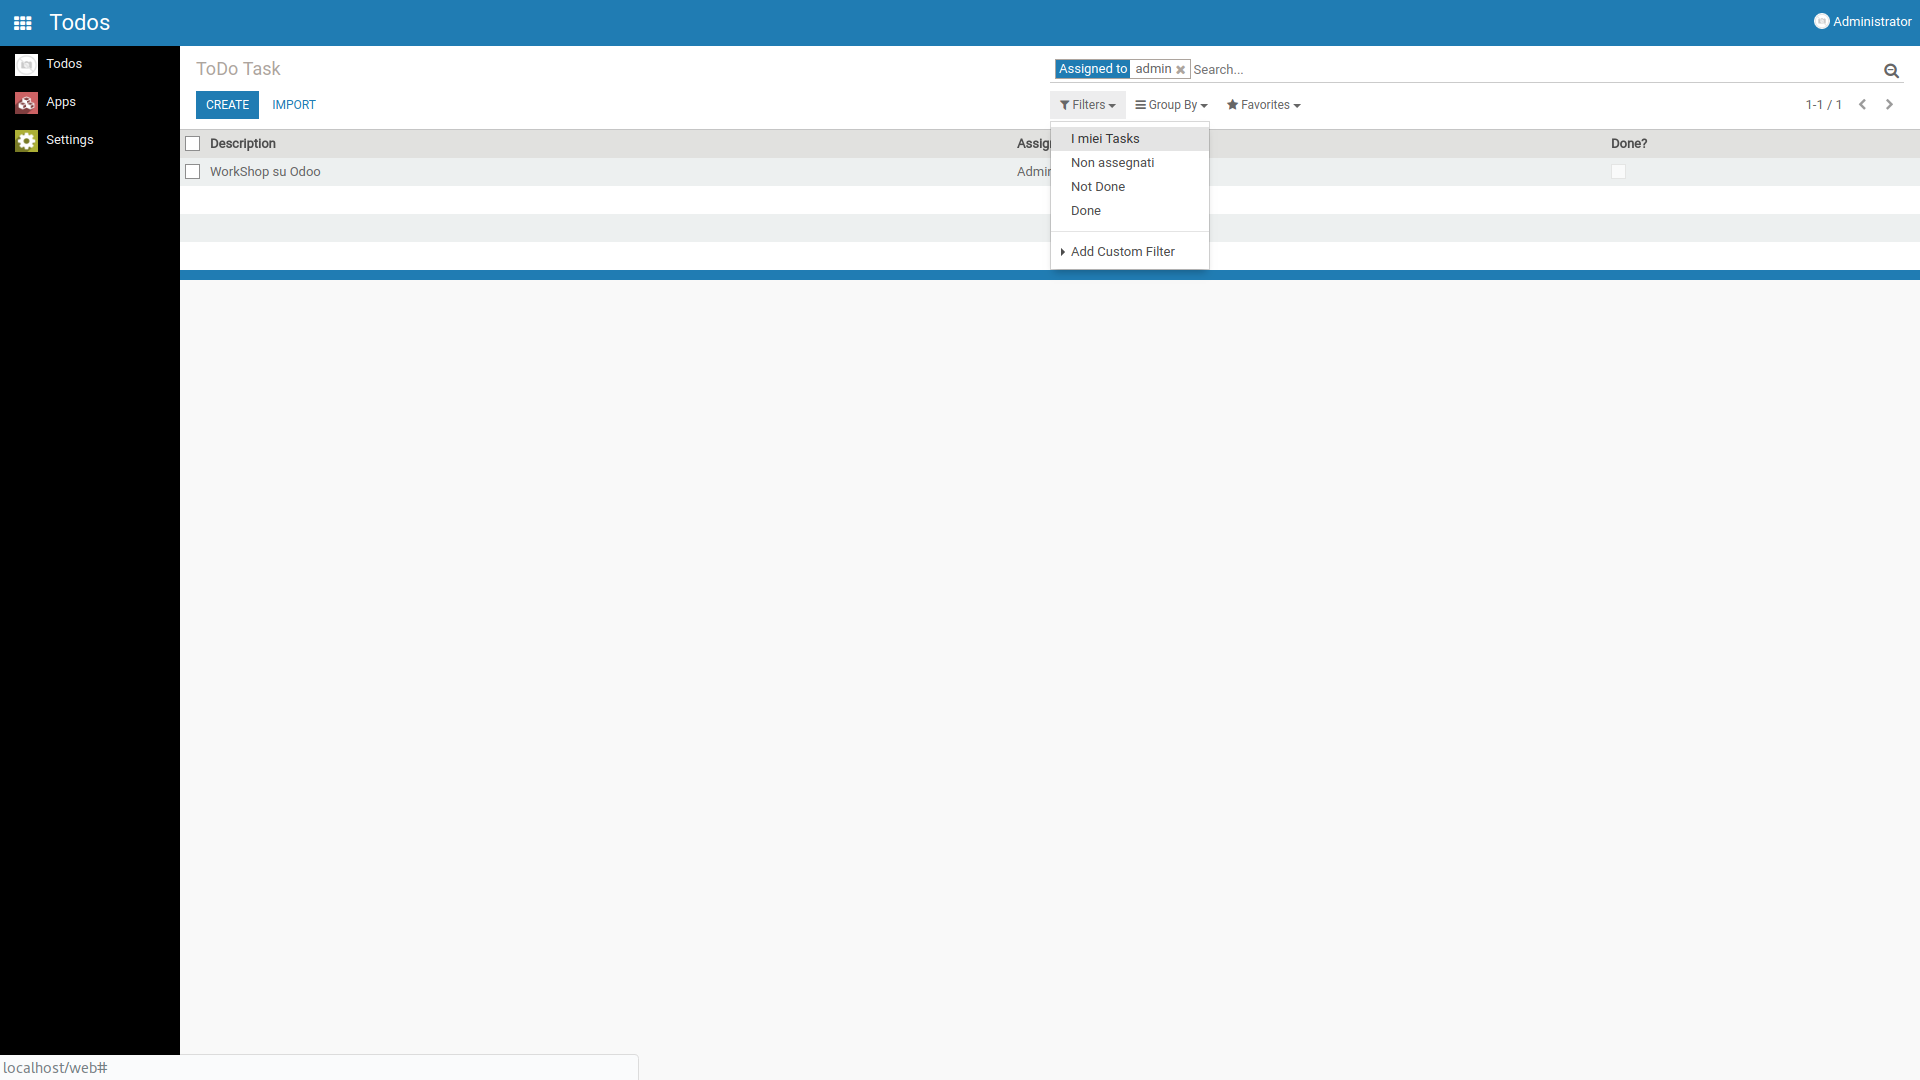 Todos
Administrator
Todos
Apps
Settings
ToDo Task
Assigned to admin Search...
CREATE IMPORT
Filters Group By Favorites
1-1 / 1
Description Assig Done?
WorkShop su Odoo Admi
I miei Tasks
Non assegnati
Not Done
Done
Add Custom Filter
localhost/web#